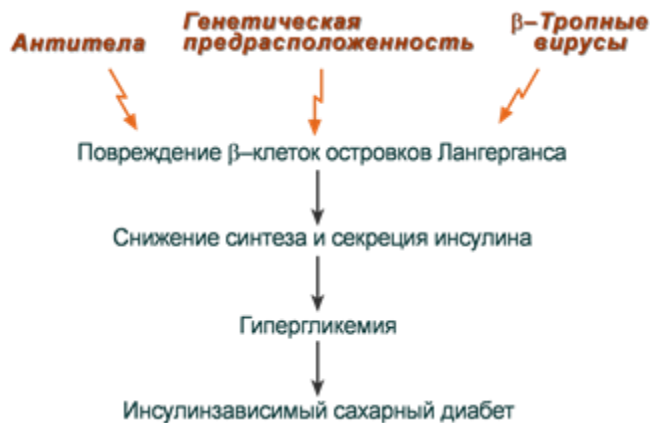 Антитела
Генетическая
предрасположенность
β–Тропные
вирусы
Повреждение β–клеток островков Лангерганса
Снижение синтеза и секреция инсулина
Гипергликемия
Инсулинзависимый сахарный диабет